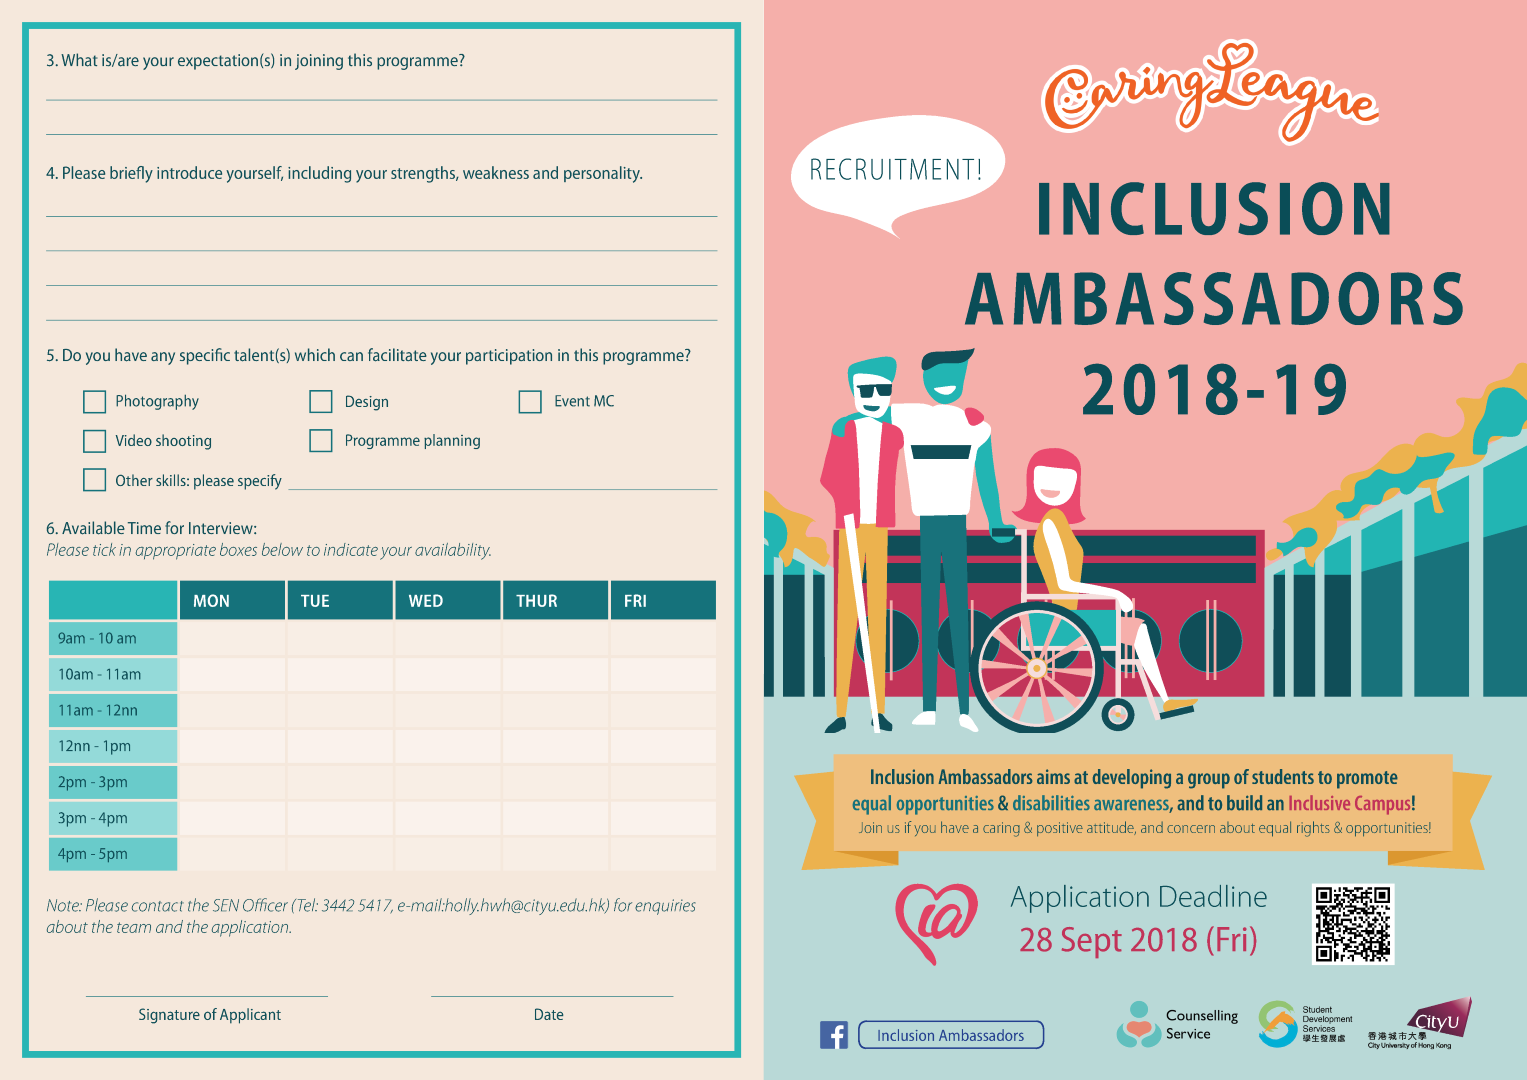 3. What is/are your expectation(s) in joining this programme?
4. Please briefly introduce yourself, including your strengths, weakness and personality.
5. Do you have any specific talent(s) which can facilitate your participation in this programme?
Photography
Design
Event MC
Video shooting
Programme planning
Other skills: please specify
6. Available Time for Interview:
Please tick in appropriate boxes below to indicate your availability.
MON TUE WED THUR FRI
9am - 10 am
10am - 11am
11am - 12nn
12nn - 1pm
2pm - 3pm
3pm - 4pm
4pm - 5pm
Note: Please contact the SEN Officer (Tel: 3442 5417, e-mail:holly.hwh@cityu.edu.hk) for enquiries
about the team and the application.
Signature of Applicant
Date
Caring League
RECRUITMENT!
INCLUSION
AMBASSADORS
2018-19
Inclusion Ambassadors aims at developing a group of students to promote
equal opportunities & disabilities awareness, and to build an Inclusive Campus!
Join us if you have a caring & positive attitude, and concern about equal rights & opportunities!
ia
Application Deadline
28 Sept 2018 (Fri)
f
Inclusion Ambassadors
Counselling
Service
Student
Development
Services
學生發展處
CityU
香港城市大學
City University of Hong Kong